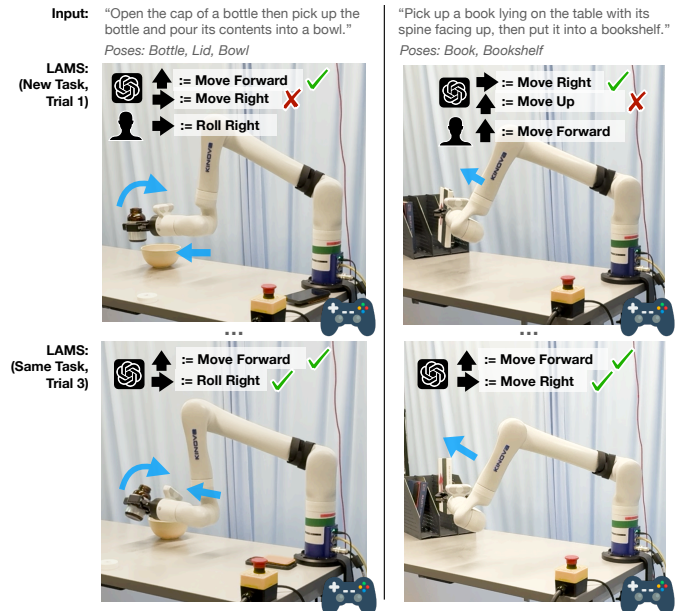 Input:
"Open the cap of a bottle then pick up the
bottle and pour its contents into a bowl."
Poses: Bottle, Lid, Bowl
"Pick up a book lying on the table with its
spine facing up, then put it into a bookshelf."
Poses: Book, Bookshelf
LAMS:
(New Task,
Trial 1)
:= Move Forward
:= Move Right
:= Roll Right
KINOVA
:= Move Right
:= Move Up
:= Move Forward
KINOVA
...
...
LAMS:
(Same Task,
Trial 3)
:= Move Forward
:= Roll Right
KINOVA
:= Move Forward
:= Move Right
KINOVA